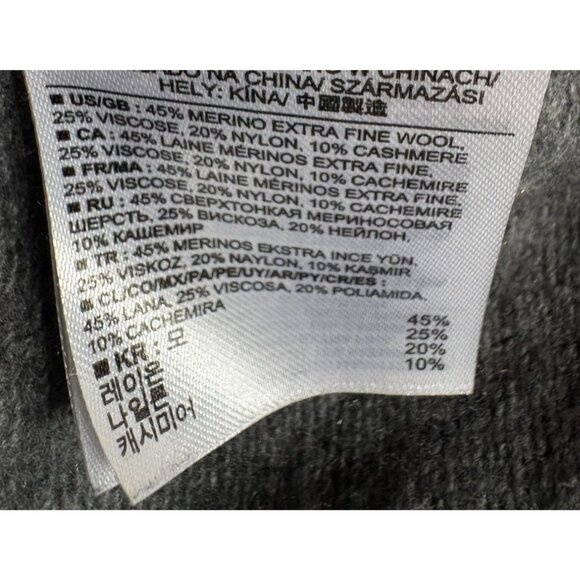 NA CHINA/ SZÁRMAZÁSI
HELY: KÍNA/ 中國製造
■ US/GB : 45% MERINO EXTRA FINE WOOL,
25% VISCOSE, 20% NYLON, 10% CASHMERE
■ CA : 45% LAINE MÉRINOS EXTRA FINE,
25% VISCOSE, 20% NYLON, 10% CACHEMIRE
■ FR/MA : 45% LAINE MÉRINOS EXTRA FINE,
25% VISCOSE, 20% NYLON, 10% CACHEMIRE
■ RU : 45% СВЕРХТОНКАЯ МЕРИНОСОВАЯ
ШЕРСТЬ, 25% ВИСКОЗА, 20% НЕЙЛОН,
10% КАШЕМИР
■ TR : 45% MERINOS EKSTRA INCE YÜN,
25% VISKOZ, 20% NAYLON, 10% KAŞMIR
■ CL/CO/MX/PA/PE/UY/AR/PY/CR/ES :
45% LANA, 25% VISCOSA, 20% POLIAMIDA,
10% CACHEMIRA
■ KR : 모 45%
레이온 25%
나일론 20%
캐시미어 10%